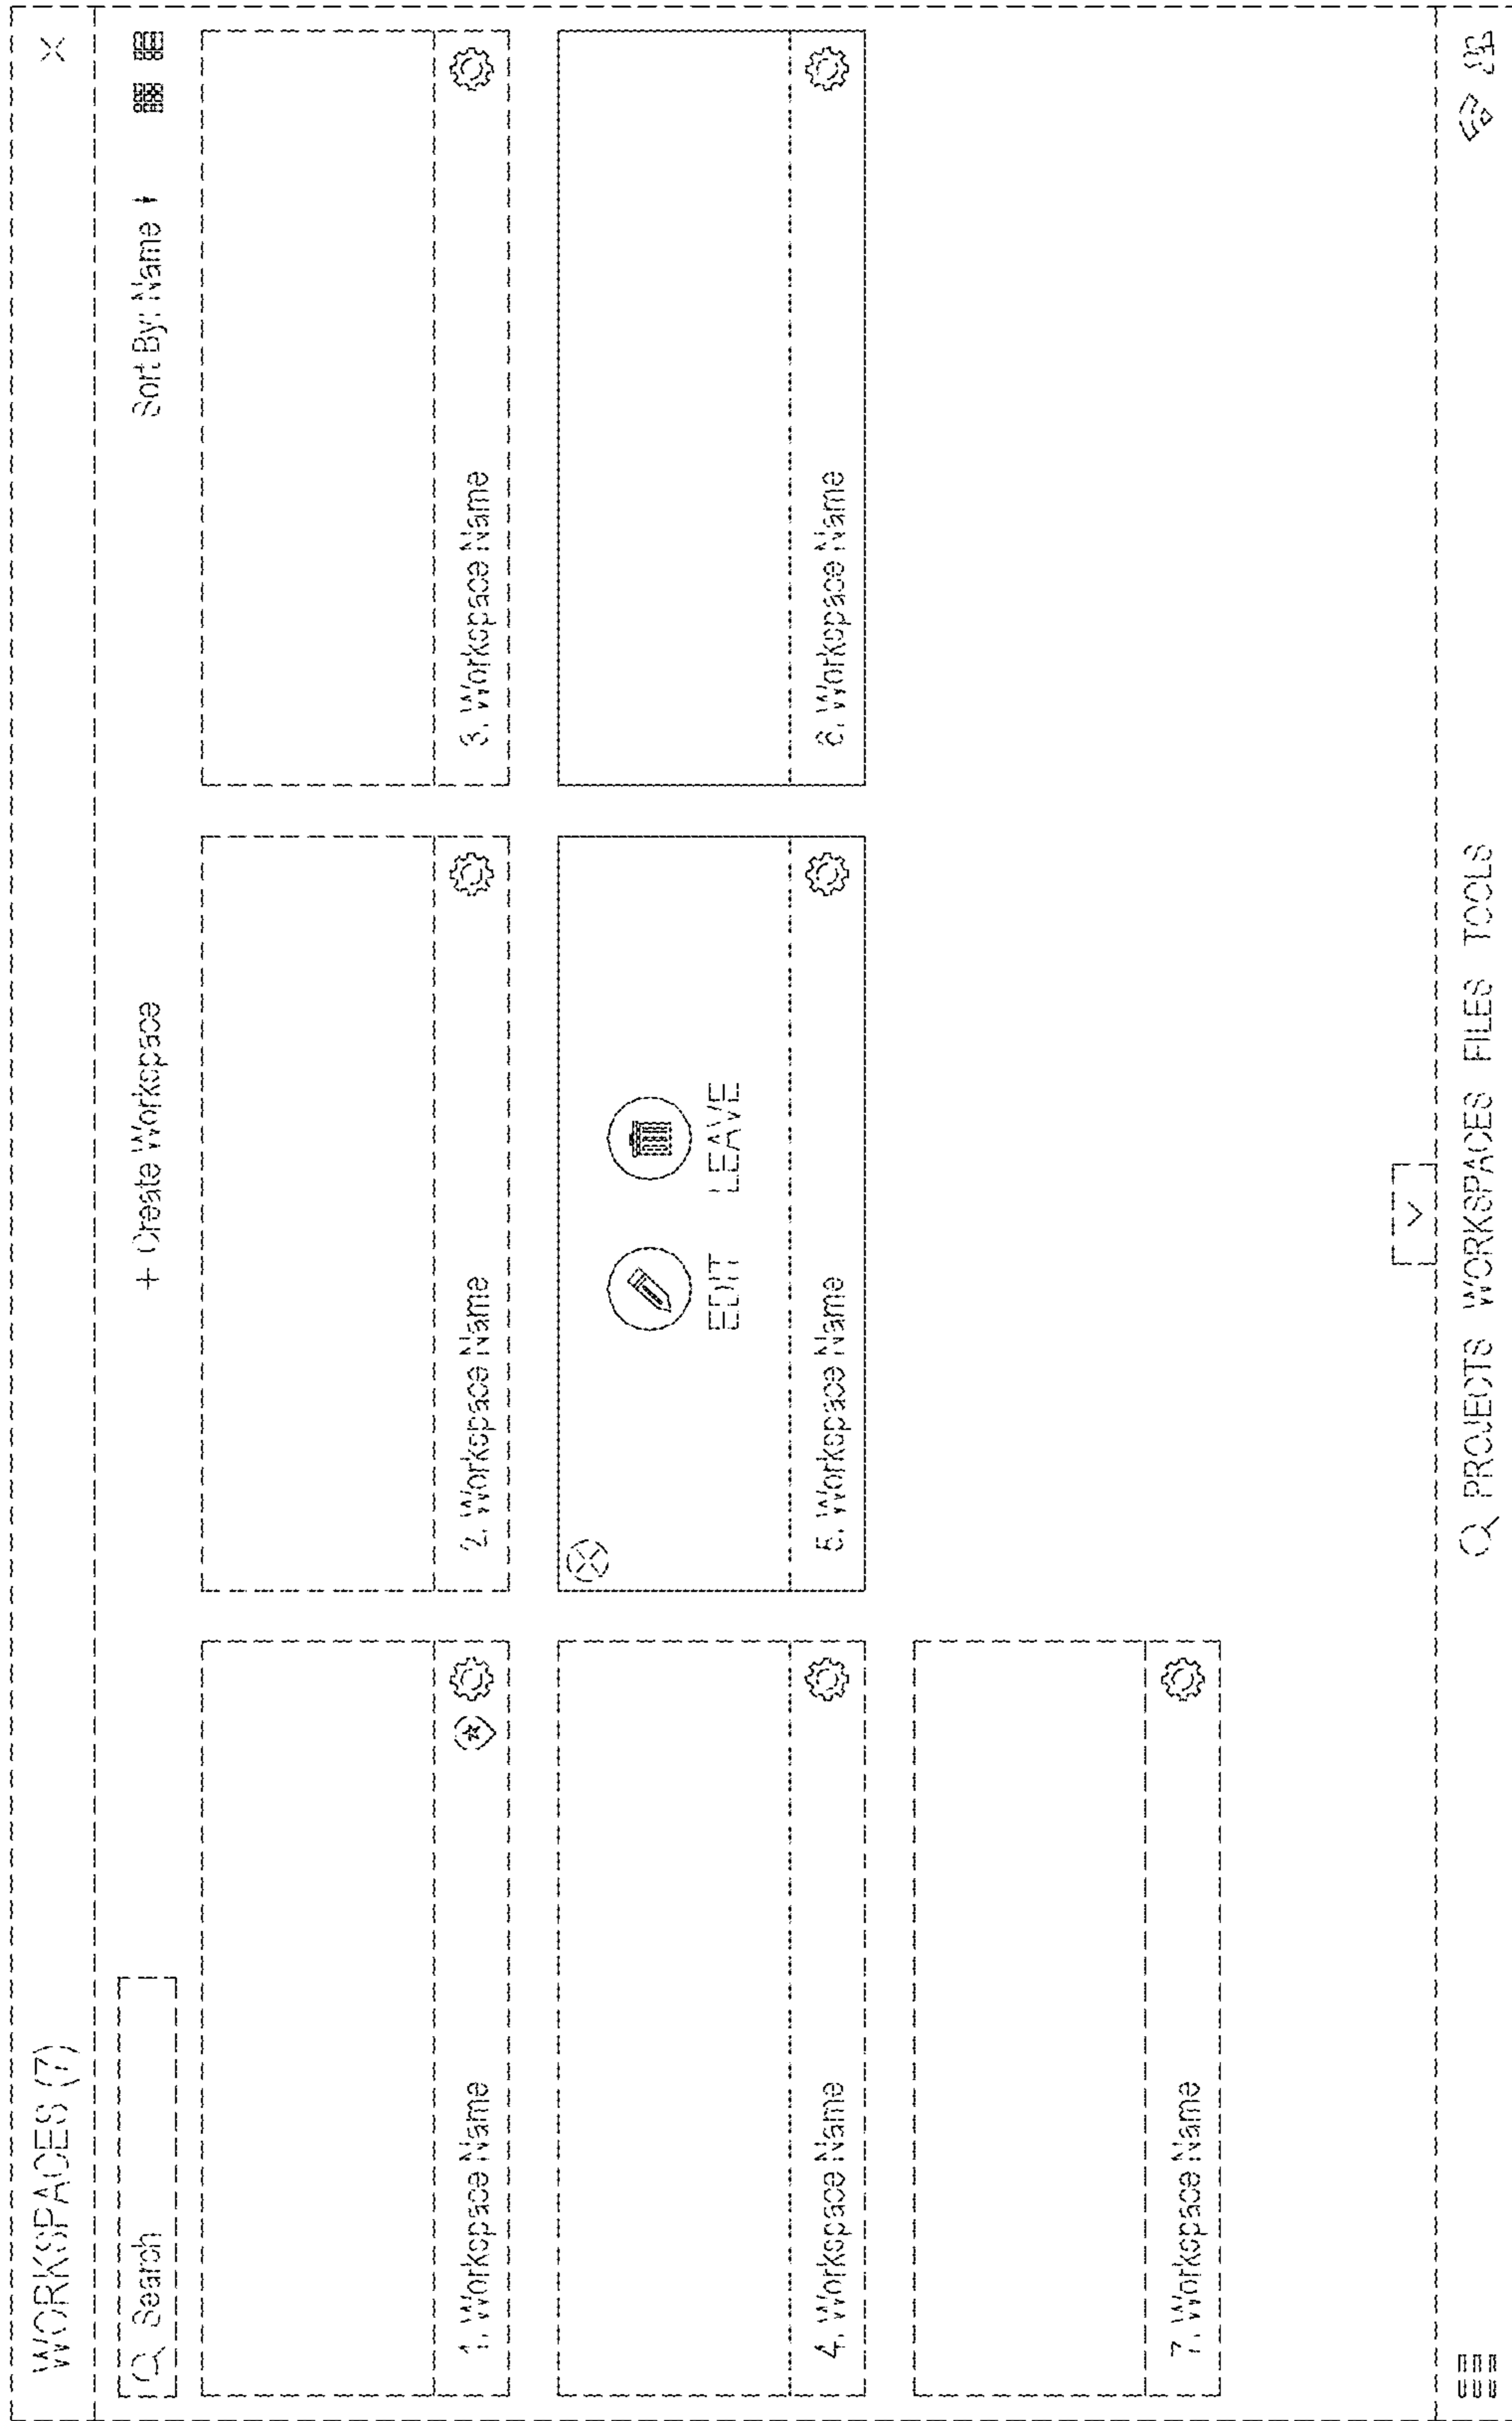 WORKSPACES (7)
Search
+ Create Workspace
Sort By: Name
1. Workspace Name
2. Workspace Name
3. Workspace Name
EDIT LEAVE
4. Workspace Name
5. Workspace Name
6. Workspace Name
7. Workspace Name
PROJECTS WORKSPACES FILES TOOLS